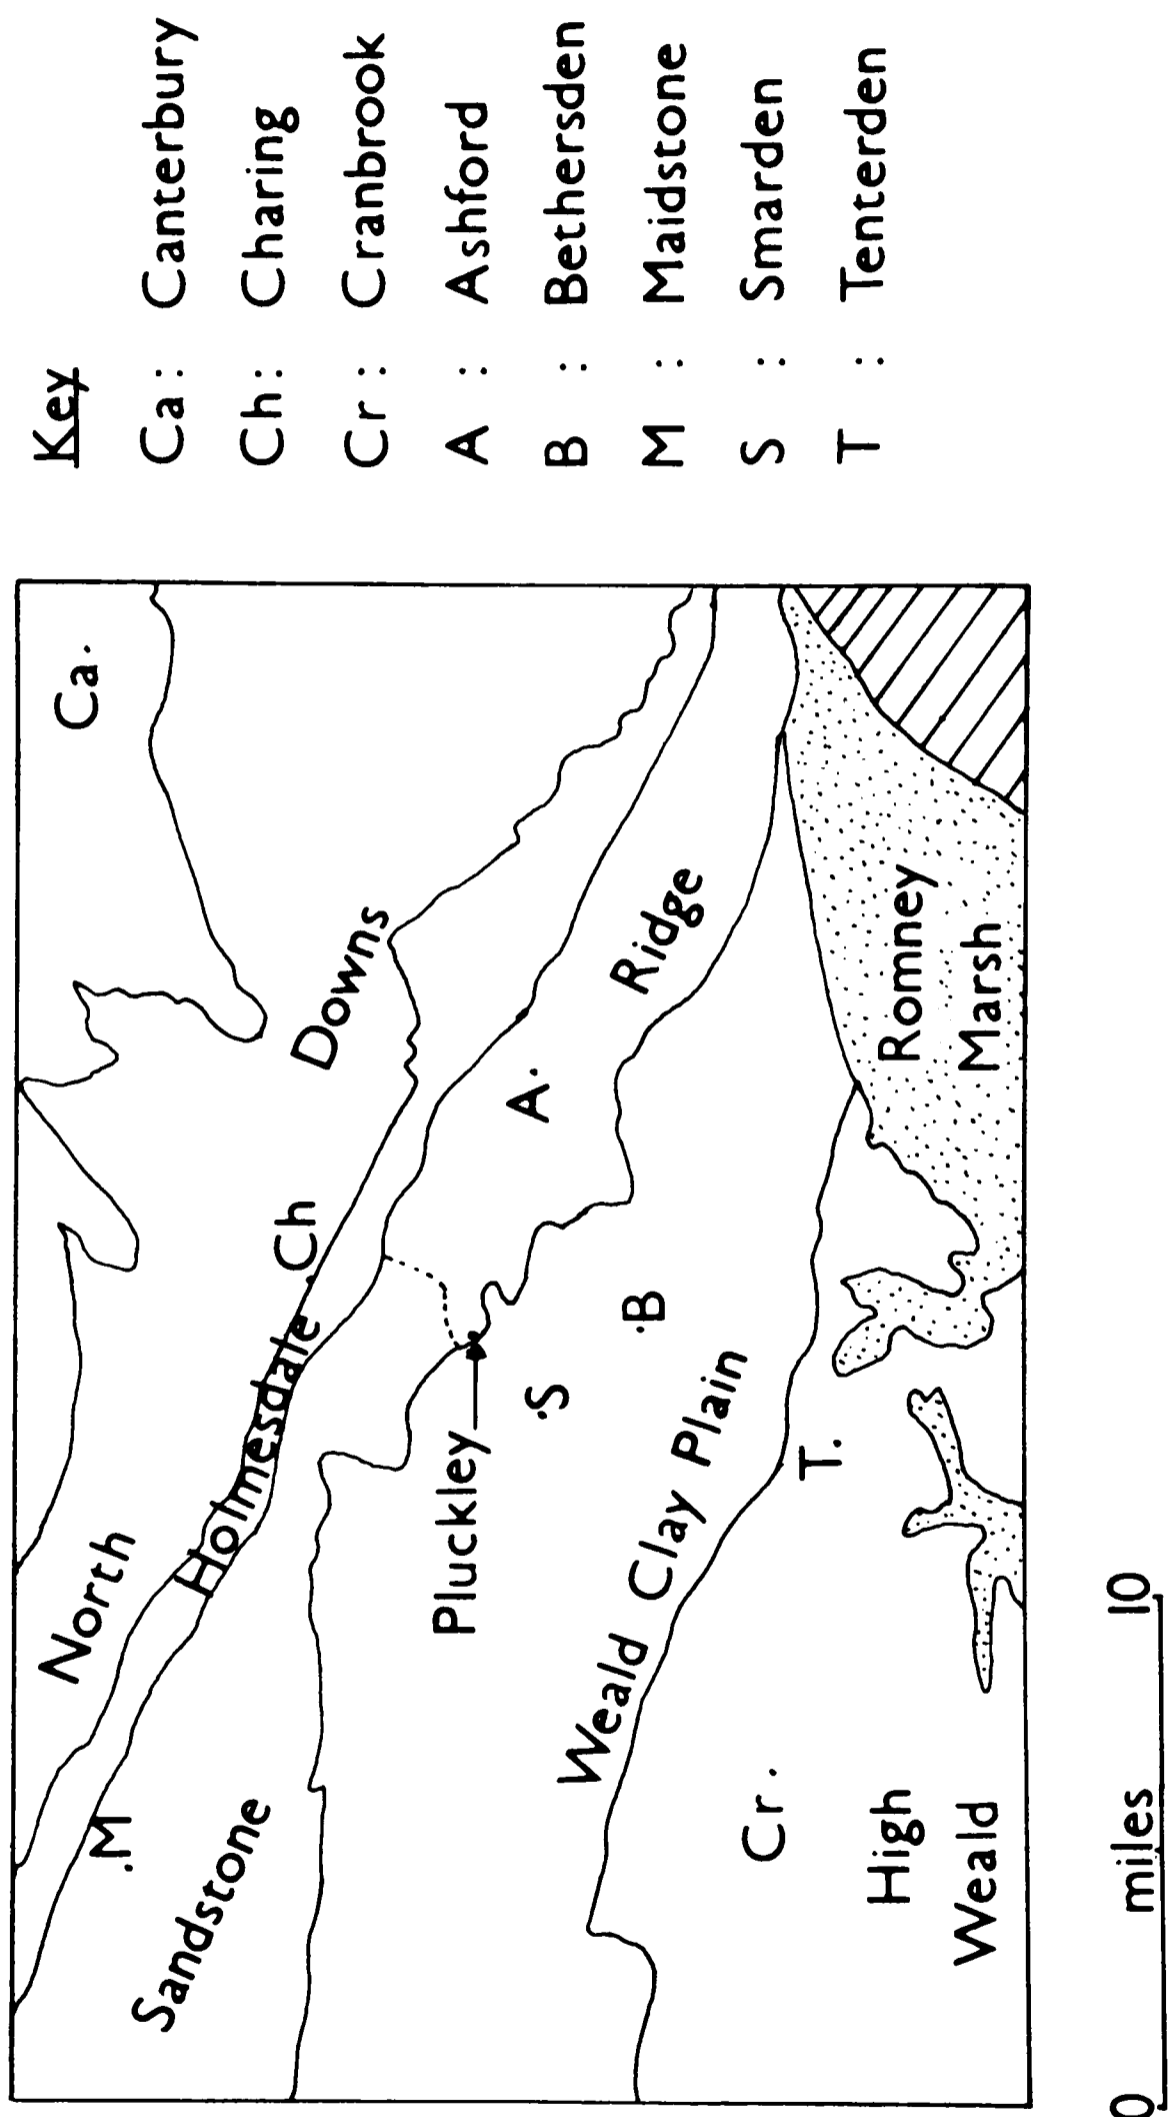 Key
Ca : Canterbury
Ch : Charing
Cr : Cranbrook
A : Ashford
B : Bethersden
M : Maidstone
S : Smarden
T : Tenterden
Ca.
North
Downs
.M
Holmesdale
.Ch
Sandstone
Ridge
A.
Pluckley
.S
.B
Weald Clay Plain
T.
Cr.
High
Weald
Romney
Marsh
0 miles 10